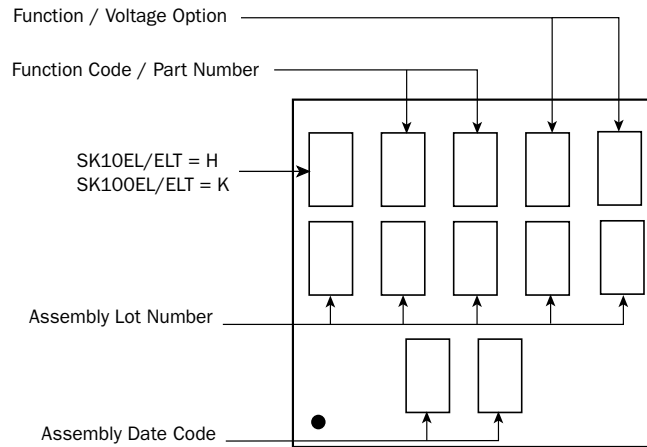 Function / Voltage Option
Function Code / Part Number
SK10EL/ELT = H
SK100EL/ELT = K
Assembly Lot Number
Assembly Date Code